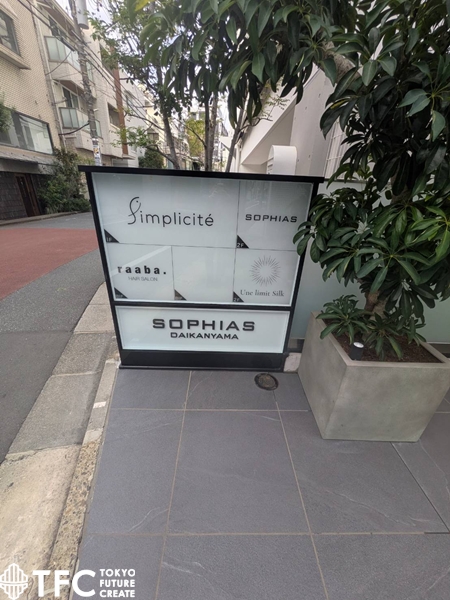 Simplicité
SOPHIAS
raaba.
HAIR SALON
Une limit Silk
SOPHIAS
DAIKANYAMA
TFC TOKYO
FUTURE
CREATE